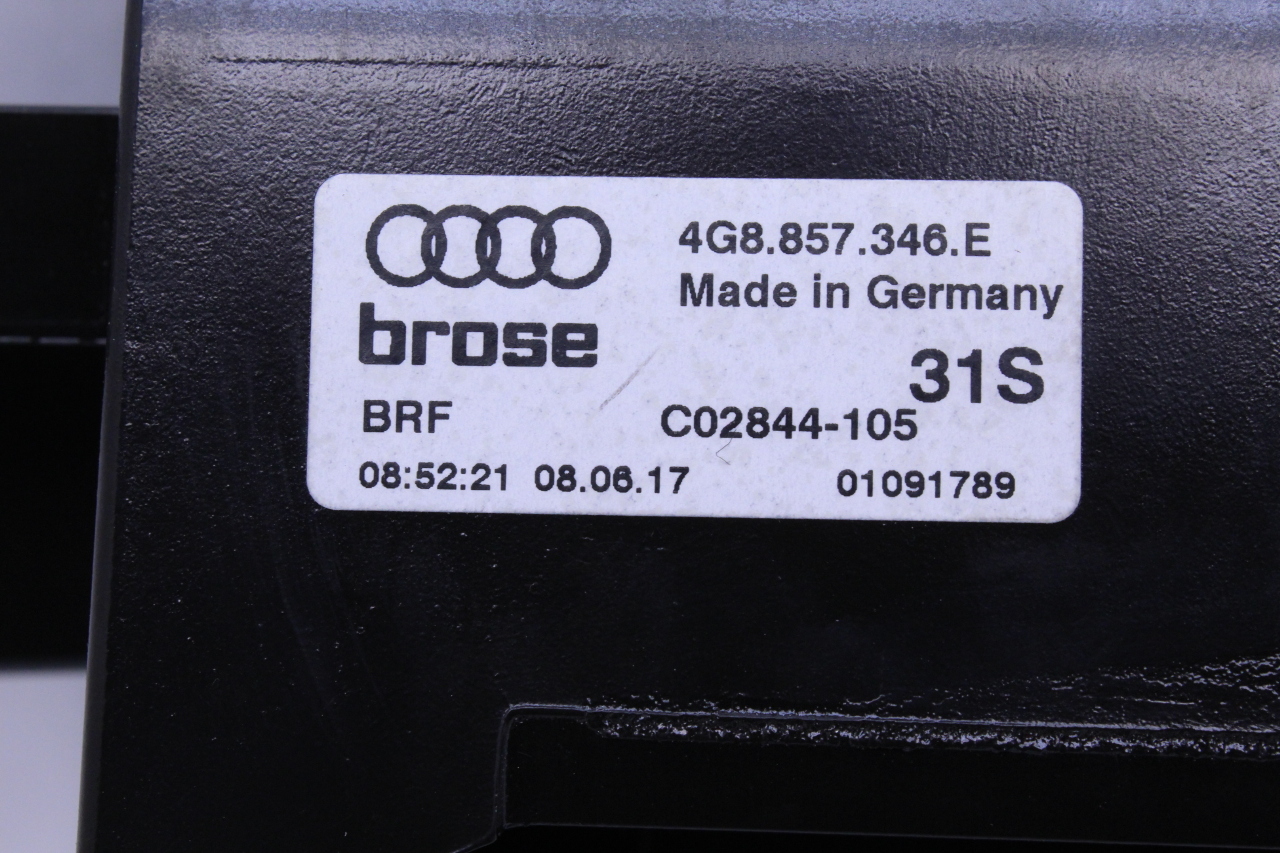 4G8.857.346.E
Made in Germany
brose
31S
BRF C02844-105
08:52:21 08.06.17 01091789